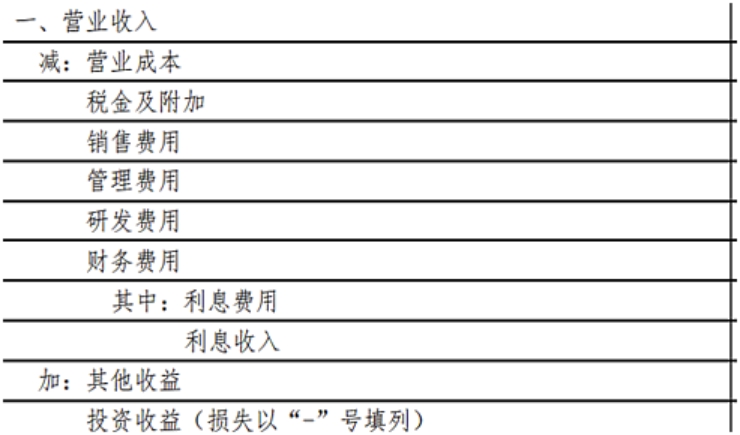 一、营业收入
减：营业成本
税金及附加
销售费用
管理费用
研发费用
财务费用
其中：利息费用
利息收入
加：其他收益
投资收益（损失以“-”号填列）